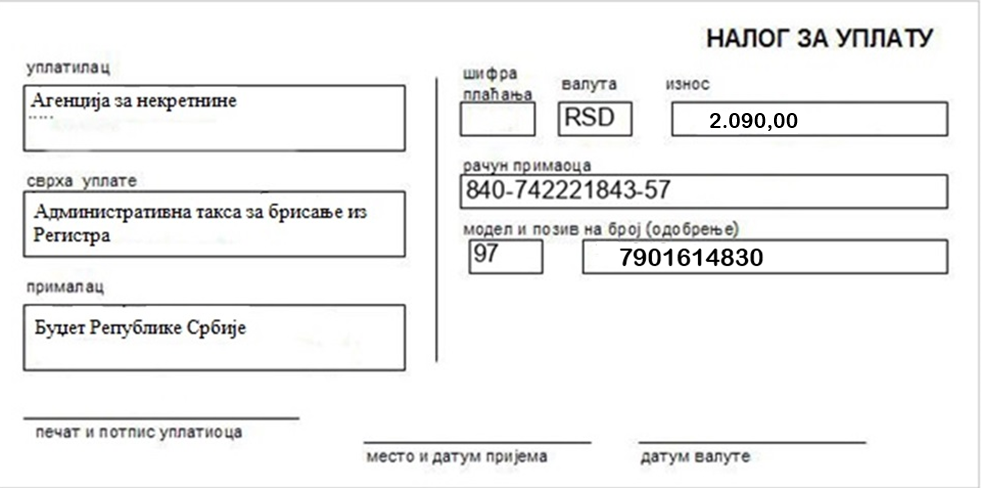 НАЛОГ ЗА УПЛАТУ
уплатилац
Агенција за некретнине
.....
сврха уплате
Административна такса за брисање из
Регистра
прималац
Буџет Републике Србије
печат и потпис уплатиоца
шифра
плаћања
валута
износ
RSD
2.090,00
рачун примаоца
840-742221843-57
модел и позив на број (одобрење)
97
7901614830
место и датум пријема
датум валуте